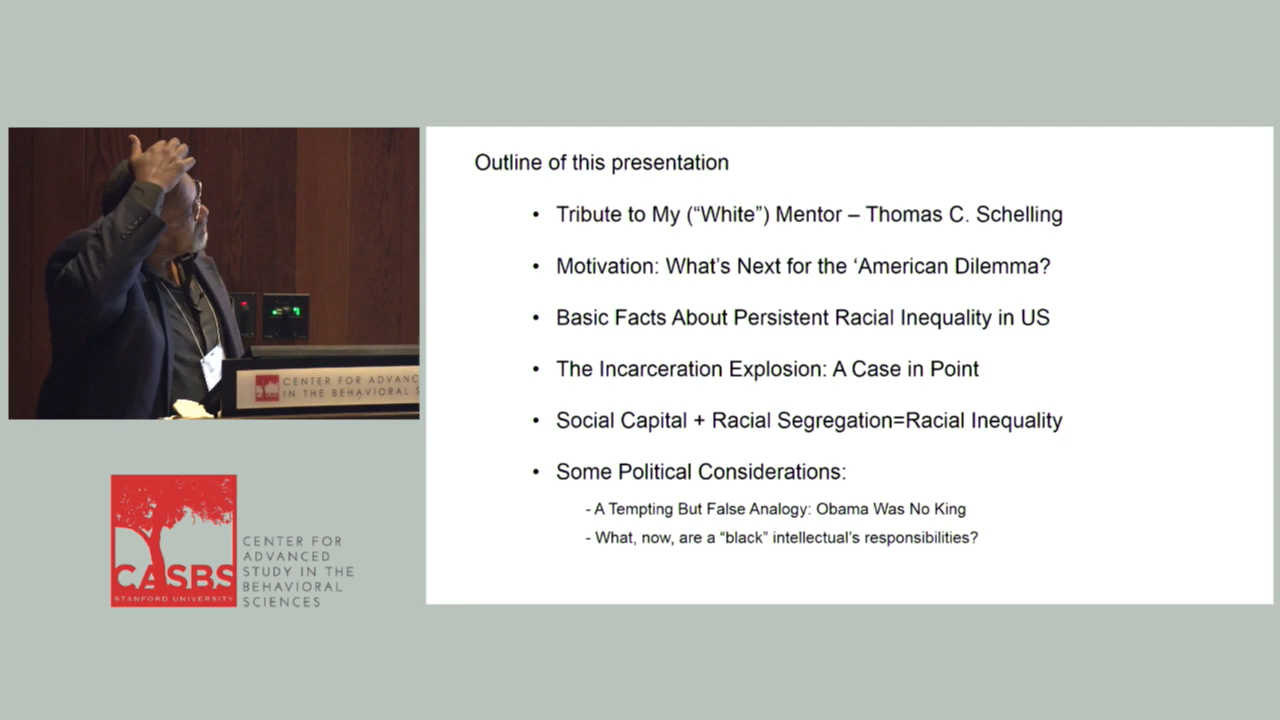 Outline of this presentation
• Tribute to My (“White”) Mentor – Thomas C. Schelling
• Motivation: What’s Next for the ‘American Dilemma?
• Basic Facts About Persistent Racial Inequality in US
• The Incarceration Explosion: A Case in Point
• Social Capital + Racial Segregation=Racial Inequality
• Some Political Considerations:
- A Tempting But False Analogy: Obama Was No King
- What, now, are a “black” intellectual’s responsibilities?
CENTER FOR ADVANC
IN THE BEHAVIORAL S
CASBS
STANFORD UNIVERSITY
CENTER FOR
ADVANCED
STUDY IN THE
BEHAVIORAL
SCIENCES